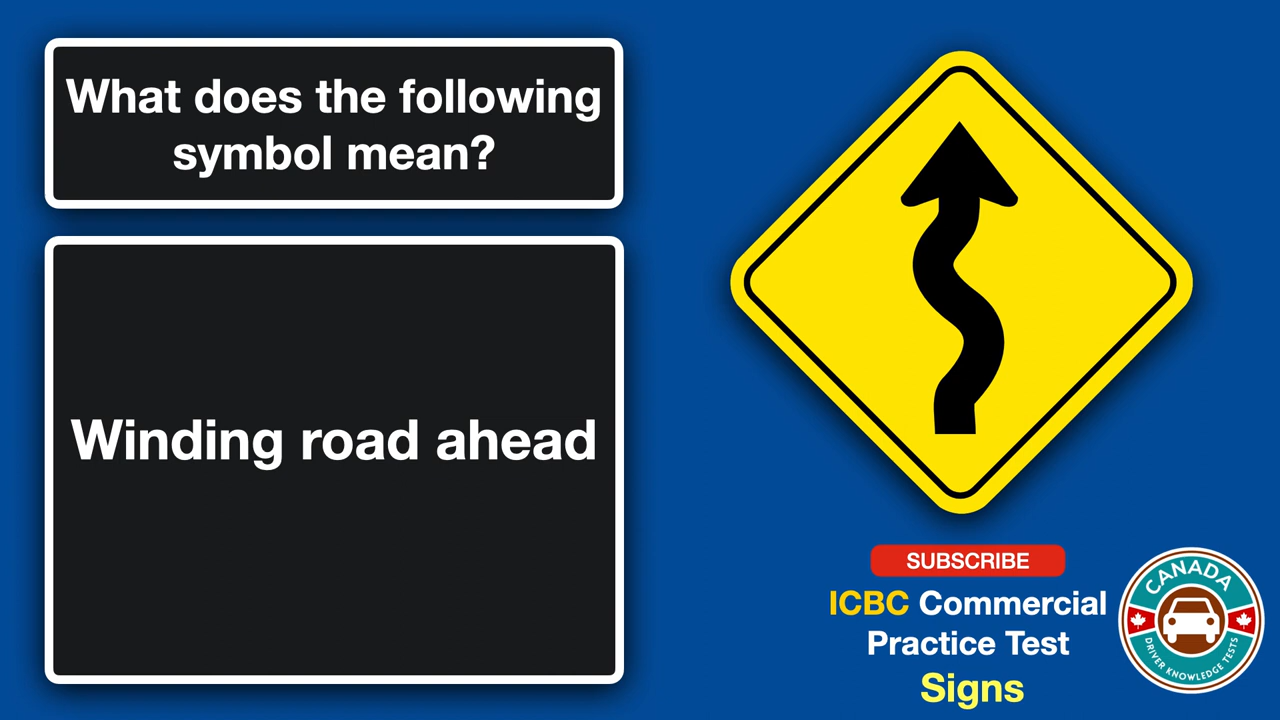 What does the following
symbol mean?
Winding road ahead
SUBSCRIBE
ICBC Commercial
Practice Test
Signs
CANADA
DRIVER KNOWLEDGE TESTS